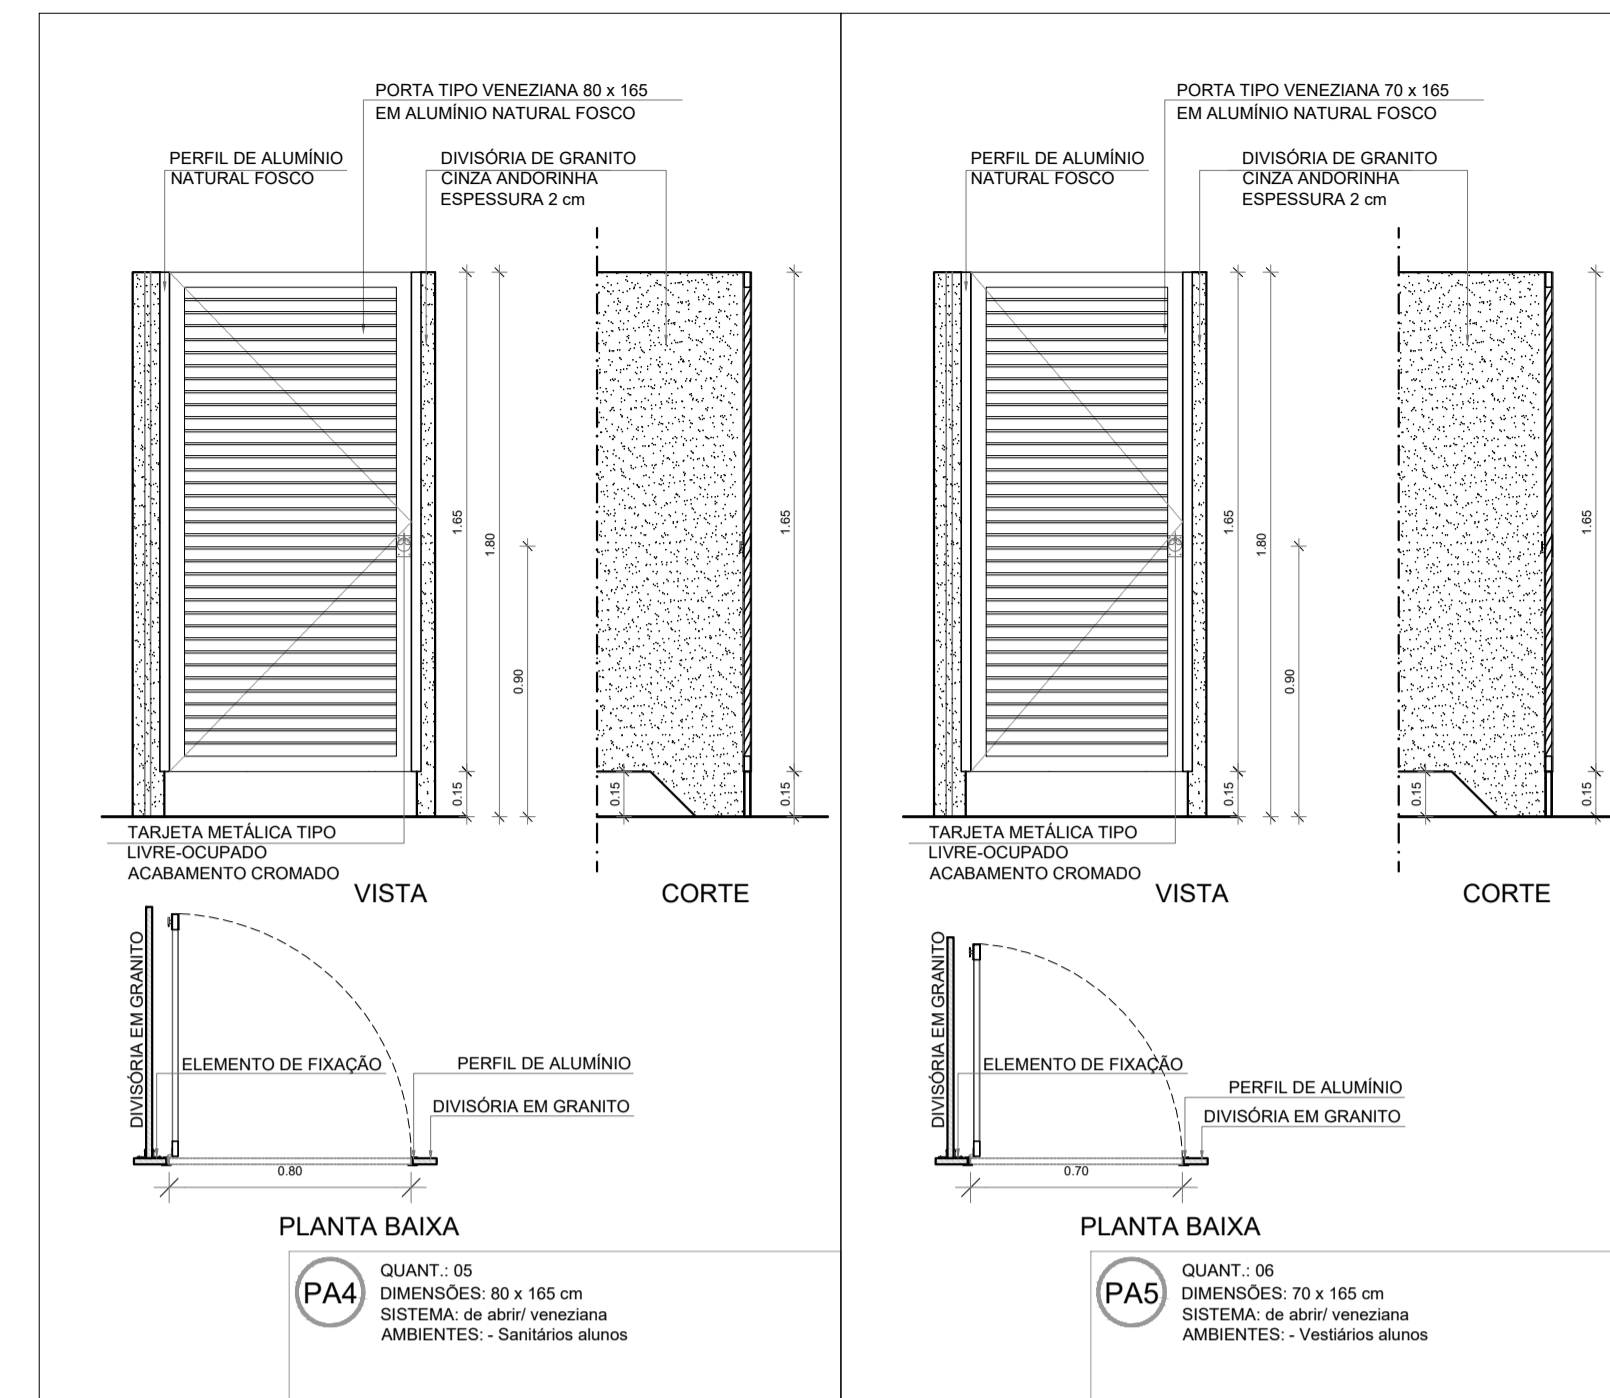 PORTA TIPO VENEZIANA 80 x 165
EM ALUMÍNIO NATURAL FOSCO
PERFIL DE ALUMÍNIO
NATURAL FOSCO
DIVISÓRIA DE GRANITO
CINZA ANDORINHA
ESPESSURA 2 cm
1.65
1.80
0.90
0.15
0.15
1.65
0.15
TARJETA METÁLICA TIPO
LIVRE-OCUPADO
ACABAMENTO CROMADO
VISTA
CORTE
DIVISÓRIA EM GRANITO
ELEMENTO DE FIXAÇÃO
PERFIL DE ALUMÍNIO
DIVISÓRIA EM GRANITO
0.80
PLANTA BAIXA
PA4
QUANT.: 05
DIMENSÕES: 80 x 165 cm
SISTEMA: de abrir/ veneziana
AMBIENTES: - Sanitários alunos
PORTA TIPO VENEZIANA 70 x 165
EM ALUMÍNIO NATURAL FOSCO
PERFIL DE ALUMÍNIO
NATURAL FOSCO
DIVISÓRIA DE GRANITO
CINZA ANDORINHA
ESPESSURA 2 cm
1.65
1.80
0.90
0.15
0.15
1.65
0.15
TARJETA METÁLICA TIPO
LIVRE-OCUPADO
ACABAMENTO CROMADO
VISTA
CORTE
DIVISÓRIA EM GRANITO
ELEMENTO DE FIXAÇÃO
PERFIL DE ALUMÍNIO
DIVISÓRIA EM GRANITO
0.70
PLANTA BAIXA
PA5
QUANT.: 06
DIMENSÕES: 70 x 165 cm
SISTEMA: de abrir/ veneziana
AMBIENTES: - Vestiários alunos